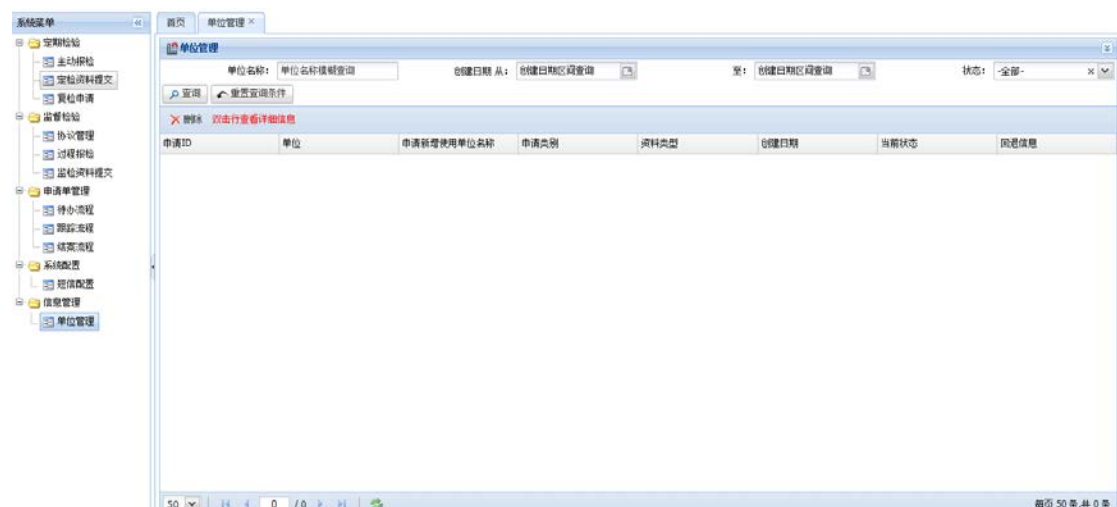 系统菜单
首页
单位管理
定期检验
主动报检
定检资料提交
复检申请
监督检验
协议管理
过程报检
监检资料提交
申请单管理
待办流程
跟踪流程
结案流程
系统配置
短信配置
信息管理
单位管理
单位管理
单位名称： 单位名称模糊查询 创建日期 从： 创建日期区间查询 至： 创建日期区间查询 状态： -全部-
查询 重置查询条件
删除 双击行查看详细信息
申请ID 单位 申请新增使用单位名称 申请类别 资料类型 创建日期 当前状态 回退信息
50 0 / 0 每页 50 条,共 0 条